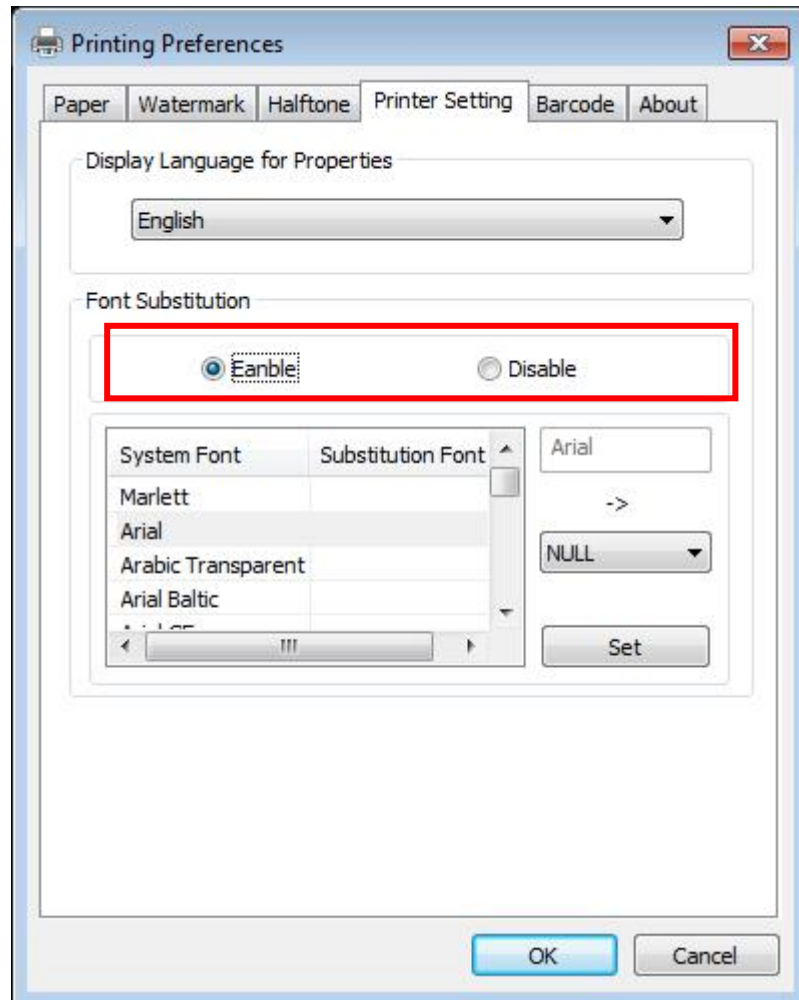 Printing Preferences
Paper Watermark Halftone Printer Setting Barcode About
Display Language for Properties
English
Font Substitution
Eanble Disable
System Font Substitution Font
Marlett
Arial
Arabic Transparent
Arial Baltic
Arial
->
NULL
Set
OK Cancel